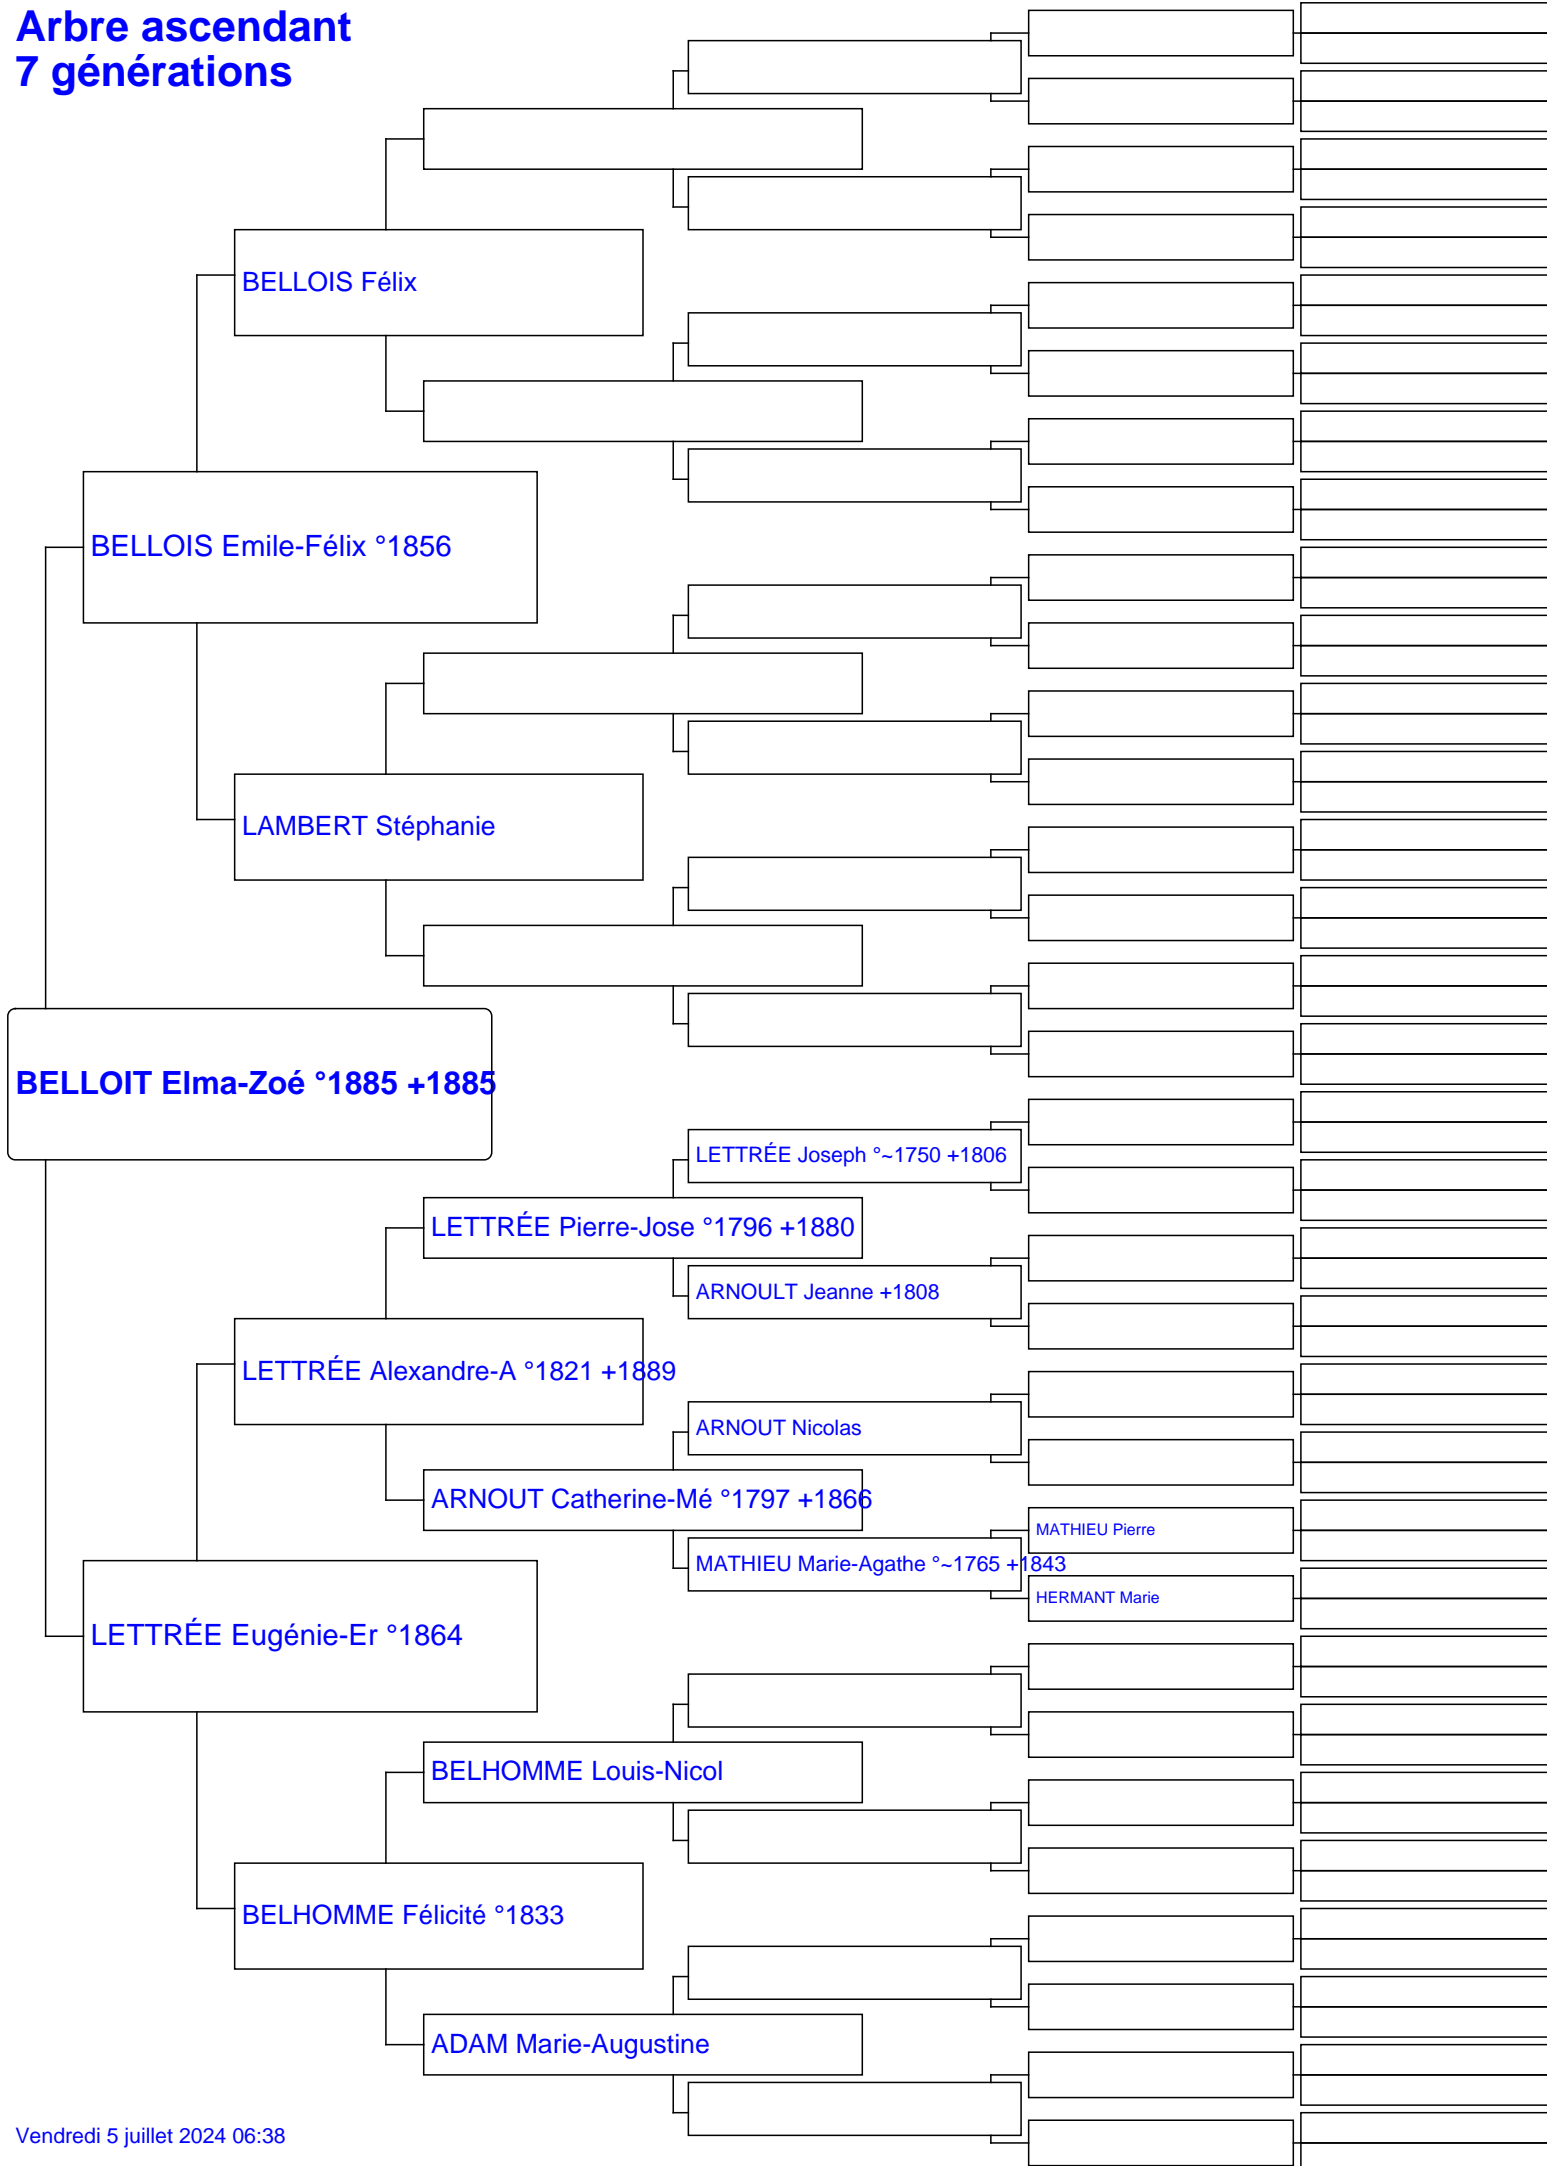 Arbre ascendant
7 générations
BELLOIS Félix
BELLOIS Emile-Félix °1856
LAMBERT Stéphanie
BELLOIT Elma-Zoé °1885 +1885
LETTRÉE Joseph °~1750 +1806
LETTRÉE Pierre-Jose °1796 +1880
ARNOULT Jeanne +1808
LETTRÉE Alexandre-A °1821 +1889
ARNOUT Nicolas
ARNOUT Catherine-Mé °1797 +1866
MATHIEU Pierre
MATHIEU Marie-Agathe °~1765 +1843
HERMANT Marie
LETTRÉE Eugénie-Er °1864
BELHOMME Louis-Nicol
BELHOMME Félicité °1833
ADAM Marie-Augustine
Vendredi 5 juillet 2024 06:38